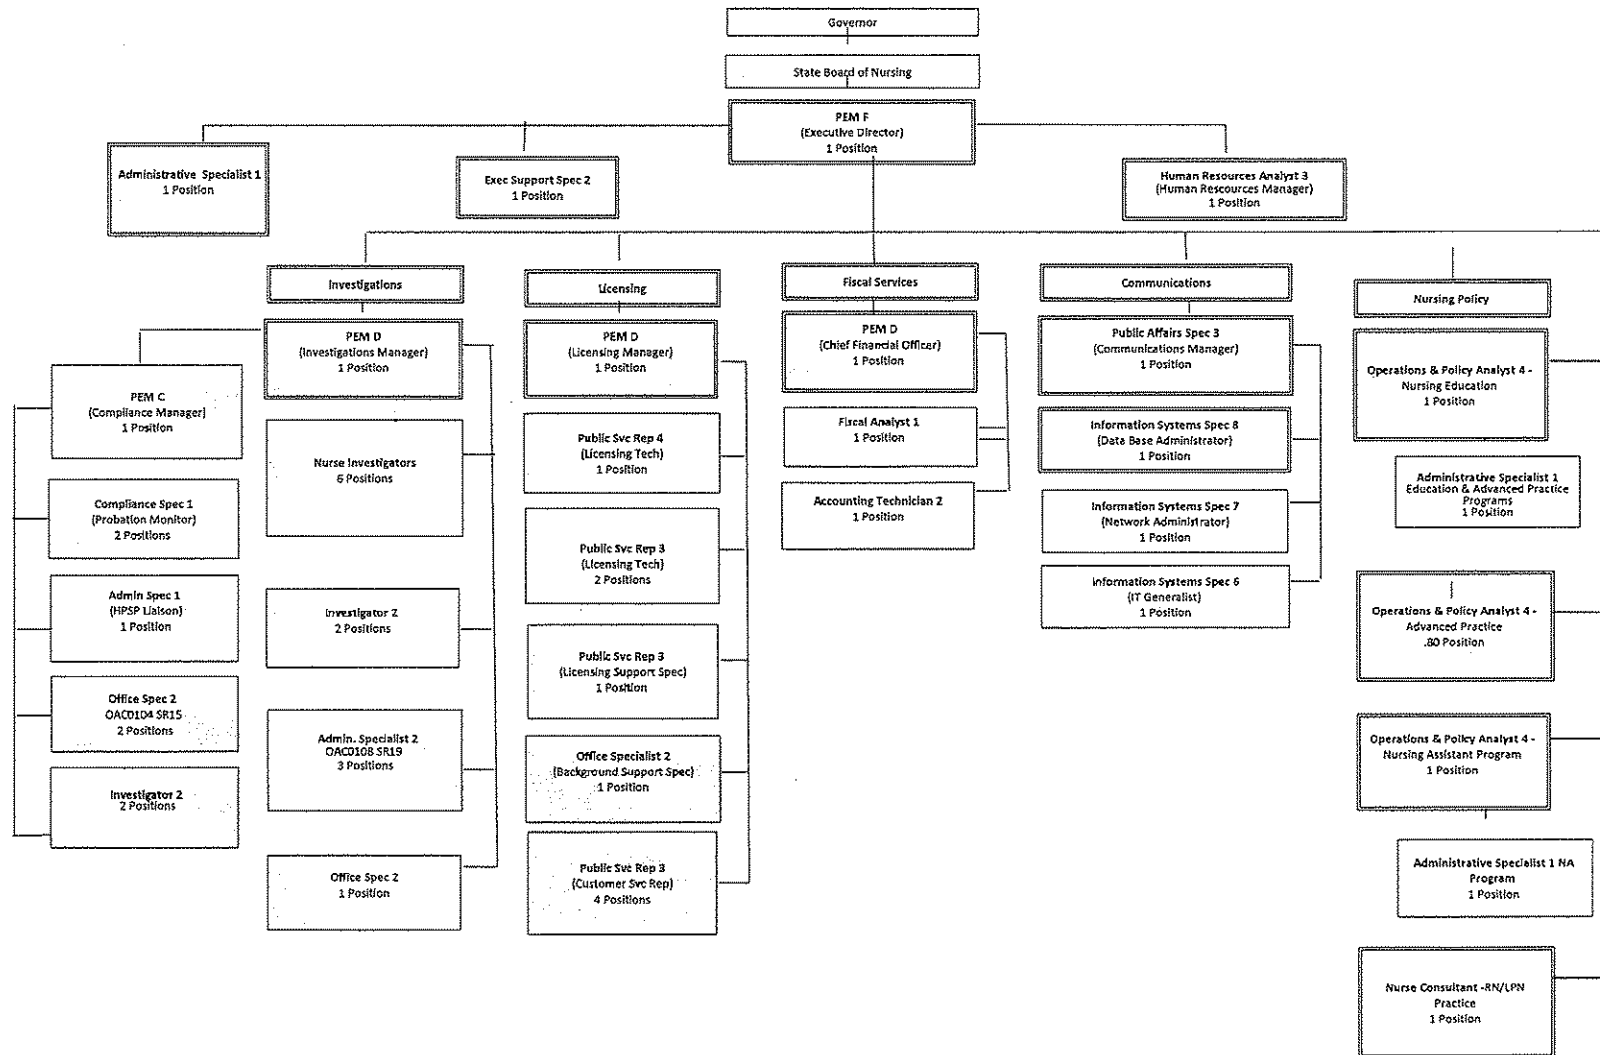 Governor
State Board of Nursing
PEM F
(Executive Director)
1 Position
Administrative Specialist 1
1 Position
Exec Support Spec 2
1 Position
Human Resources Analyst 3
(Human Rescources Manager)
1 Position
Investigations
PEM D
(Investigations Manager)
1 Position
PEM C
(Compliance Manager)
1 Position
Compliance Spec 1
(Probation Monitor)
2 Positions
Admin Spec 1
(HPSP Liaison)
1 Position
Office Spec 2
OAC0104 SR15
2 Positions
Investigator 2
2 Positions
Nurse Investigators
6 Positions
Investigator 2
2 Positions
Admin. Specialist 2
OAC0108 SR19
3 Positions
Office Spec 2
1 Position
Licensing
PEM D
(Licensing Manager)
1 Position
Public Svc Rep 4
(Licensing Tech)
1 Position
Public Svc Rep 3
(Licensing Tech)
2 Positions
Public Svc Rep 3
(Licensing Support Spec)
1 Position
Office Specialist 2
(Background Support Spec)
1 Position
Public Svc Rep 3
(Customer Svc Rep)
4 Positions
Fiscal Services
PEM D
(Chief Financial Officer)
1 Position
Fiscal Analyst 1
1 Position
Accounting Technician 2
1 Position
Communications
Public Affairs Spec 3
(Communications Manager)
1 Position
Information Systems Spec 8
(Data Base Administrator)
1 Position
Information Systems Spec 7
(Network Administrator)
1 Position
Information Systems Spec 6
(IT Generalist)
1 Position
Nursing Policy
Operations & Policy Analyst 4 -
Nursing Education
1 Position
Administrative Specialist 1
Education & Advanced Practice
Programs
1 Position
Operations & Policy Analyst 4 -
Advanced Practice
.80 Position
Operations & Policy Analyst 4 -
Nursing Assistant Program
1 Position
Administrative Specialist 1 NA
Program
1 Position
Nurse Consultant -RN/LPN
Practice
1 Position